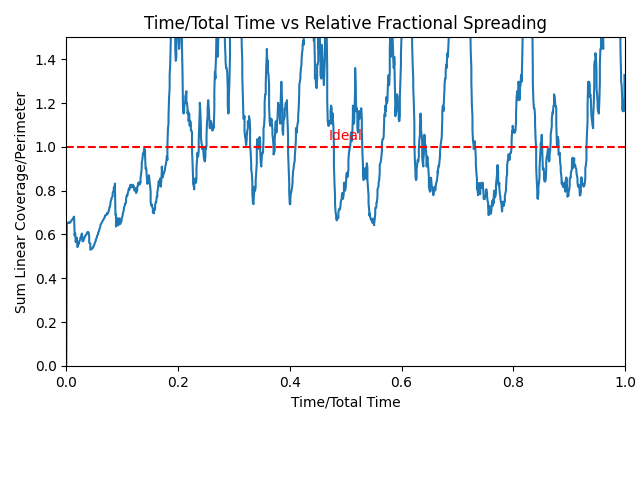 Time/Total Time vs Relative Fractional Spreading
Sum Linear Coverage/Perimeter
1.4
1.2
1.0
0.8
0.6
0.4
0.2
0.0
Ideal
0.0 0.2 0.4 0.6 0.8 1.0
Time/Total Time